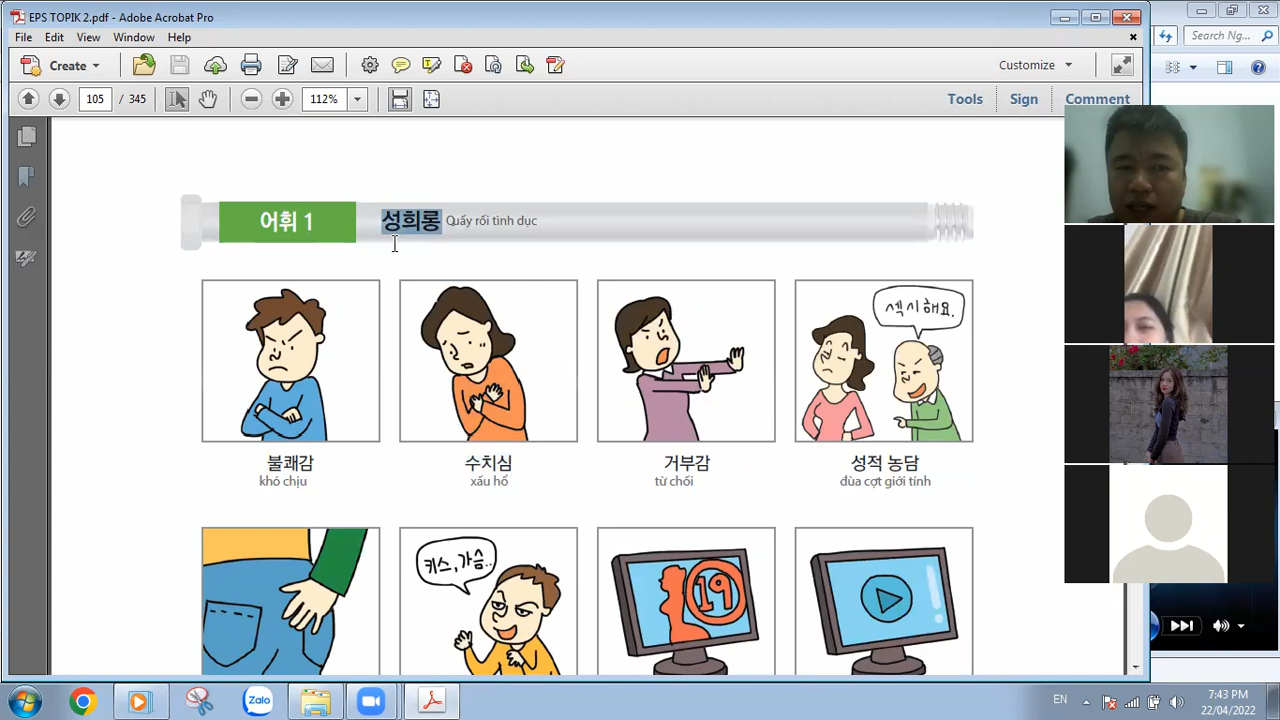 EPS TOPIK 2.pdf - Adobe Acrobat Pro
File Edit View Window Help
Search Ng...
Create
Customize
105 / 345
112%
Tools Sign Comment
어휘 1 성희롱 Quấy rối tình dục
섹시해요.
불쾌감 수치심 거부감 성적 농담
khó chịu xấu hổ từ chối đùa cợt giới tính
키스, 가슴..
19
Zalo
EN
7:43 PM
22/04/2022